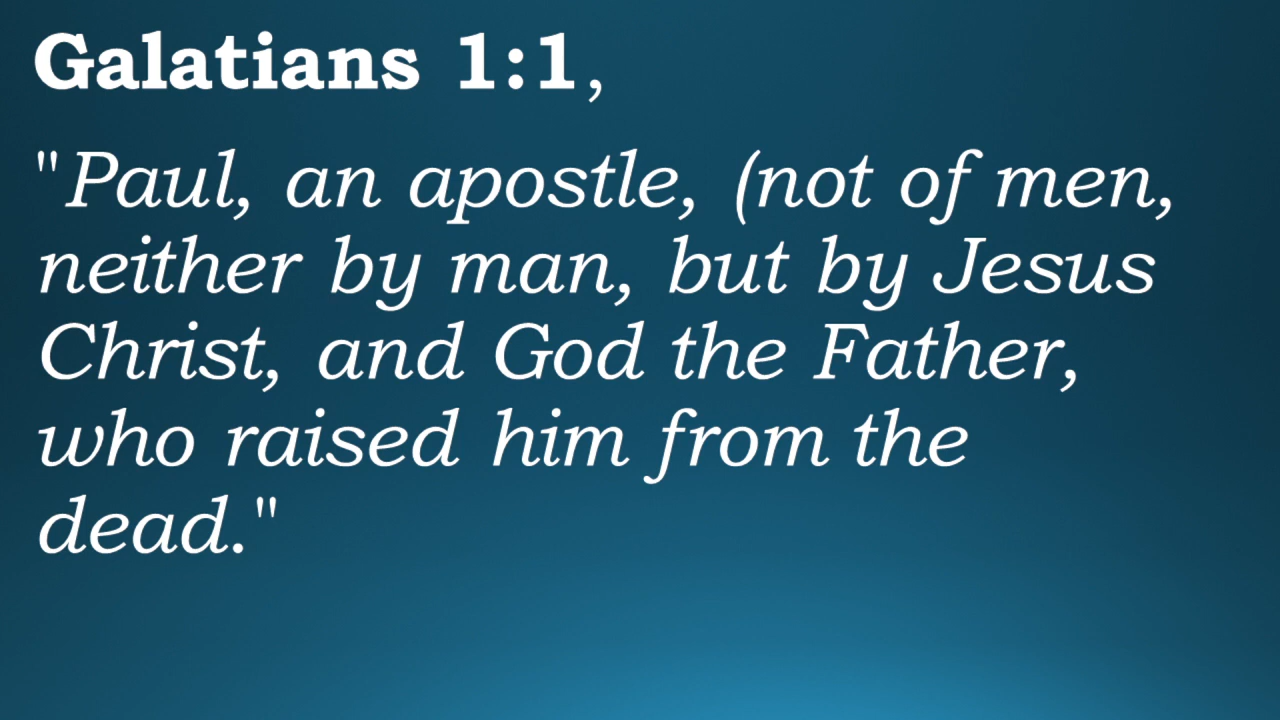 Galatians 1:1,
"Paul, an apostle, (not of men,
neither by man, but by Jesus
Christ, and God the Father,
who raised him from the
dead."